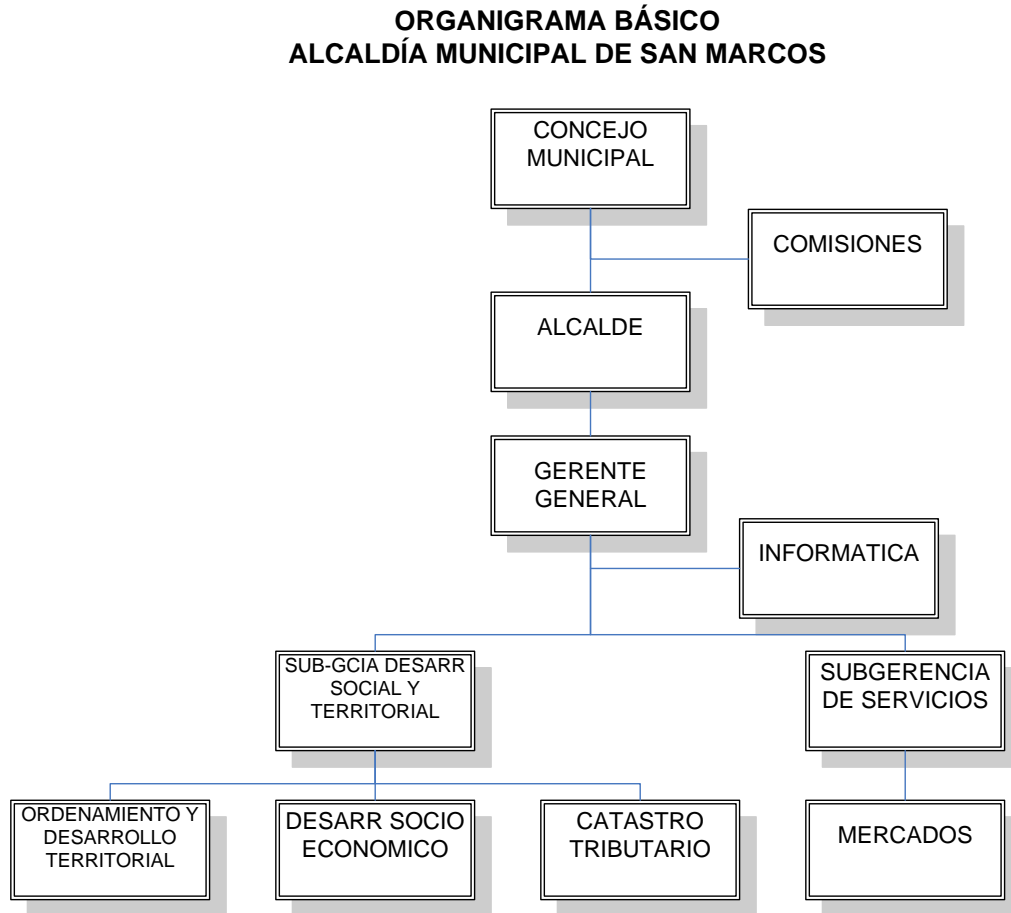 ORGANIGRAMA BÁSICO
ALCALDÍA MUNICIPAL DE SAN MARCOS
CONCEJO
MUNICIPAL
COMISIONES
ALCALDE
GERENTE
GENERAL
INFORMATICA
SUB-GCIA DESARR
SOCIAL Y
TERRITORIAL
SUBGERENCIA
DE SERVICIOS
ORDENAMIENTO Y
DESARROLLO
TERRITORIAL
DESARR SOCIO
ECONOMICO
CATASTRO
TRIBUTARIO
MERCADOS